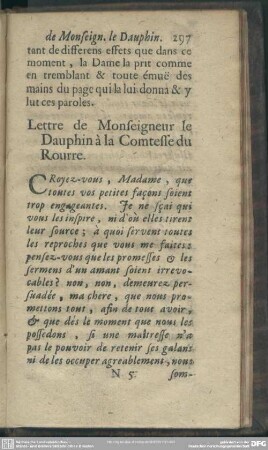 de Monſeign. le Dauphin. 297
tant de differens effets que dans ce
moment, la Dame la prit comme
en tremblant & toute émuë des
mains du page qui la lui donna & y
lut ces paroles.
Lettre de Monſeigneur le
Dauphin à la Comteſſe du
Rourre.
CRoyez-vous, Madame, que
toutes vos petites façons ſoient
trop engageantes. Je ne ſçai qui
vous les inſpire, ni d'où elles tirent
leur ſource; à quoi ſervent toutes
les reproches que vous me faites?
penſez-vous que les promeſſes & les
ſermens d'un amant ſoient irrevo-
cables? non, non, demeurez per-
ſuadée, ma chere, que nous pro-
mettons tout, afin de tout avoir,
& que dès le moment que nous les
poſſedons, ſi une maîtreſſe n'a
pas le pouvoir de retenir ſes galans
ni de les occuper agreablement, nous
N 5 ſom-
DFG